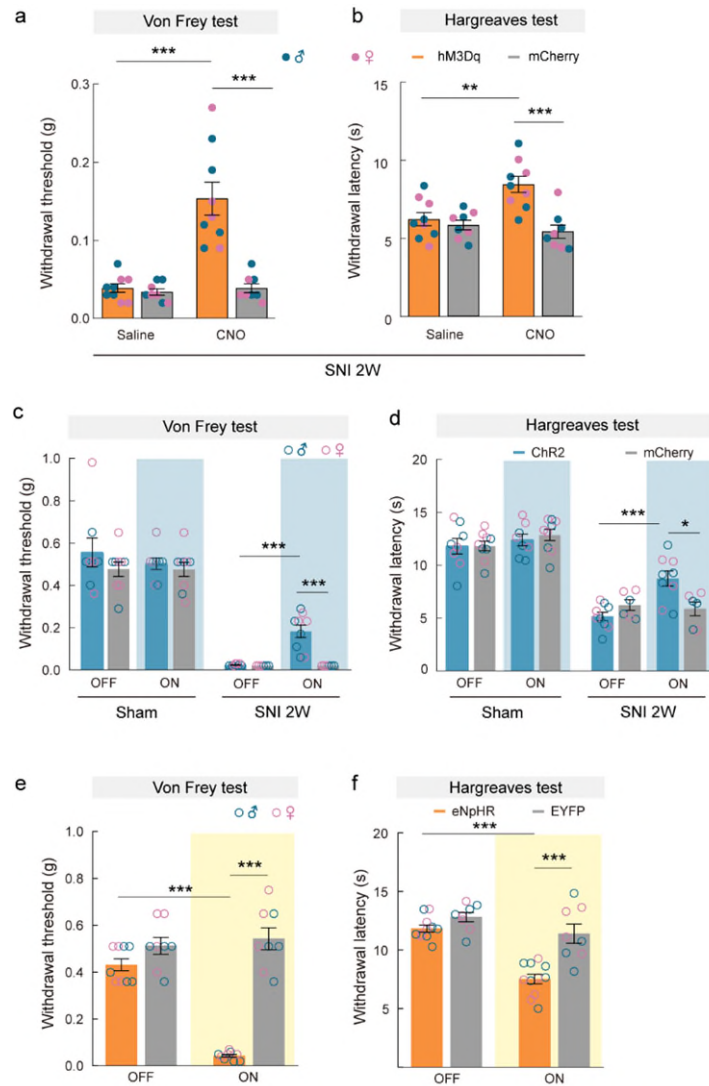 a
Von Frey test
b
Hargreaves test
♂ ♀ hM3Dq mCherry
Withdrawal threshold (g)
0.3
0.2
0.1
0.0
***
***
Saline
CNO
Withdrawal latency (s)
15
10
5
0
**
***
Saline
CNO
SNI 2W
c
Von Frey test
♂ ♀
Withdrawal threshold (g)
1.0
0.8
0.6
0.4
0.2
0.0
***
***
OFF
ON
OFF
ON
Sham
SNI 2W
d
Hargreaves test
ChR2
mCherry
Withdrawal latency (s)
20
15
10
5
0
***
*
OFF
ON
OFF
ON
Sham
SNI 2W
e
Von Frey test
♂ ♀
Withdrawal threshold (g)
1.0
0.8
0.6
0.4
0.2
0.0
***
***
OFF
ON
f
Hargreaves test
eNpHR
EYFP
Withdrawal latency (s)
20
15
10
5
***
***
OFF
ON